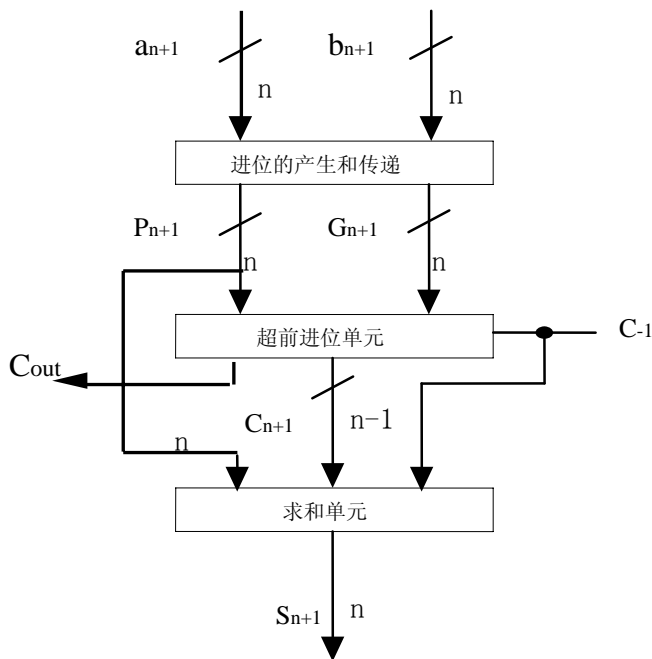 an+1
bn+1
n
n
进位的产生和传递
Pn+1
Gn+1
n
n
超前进位单元
C-1
Cout
Cn+1
n-1
n
求和单元
Sn+1
n